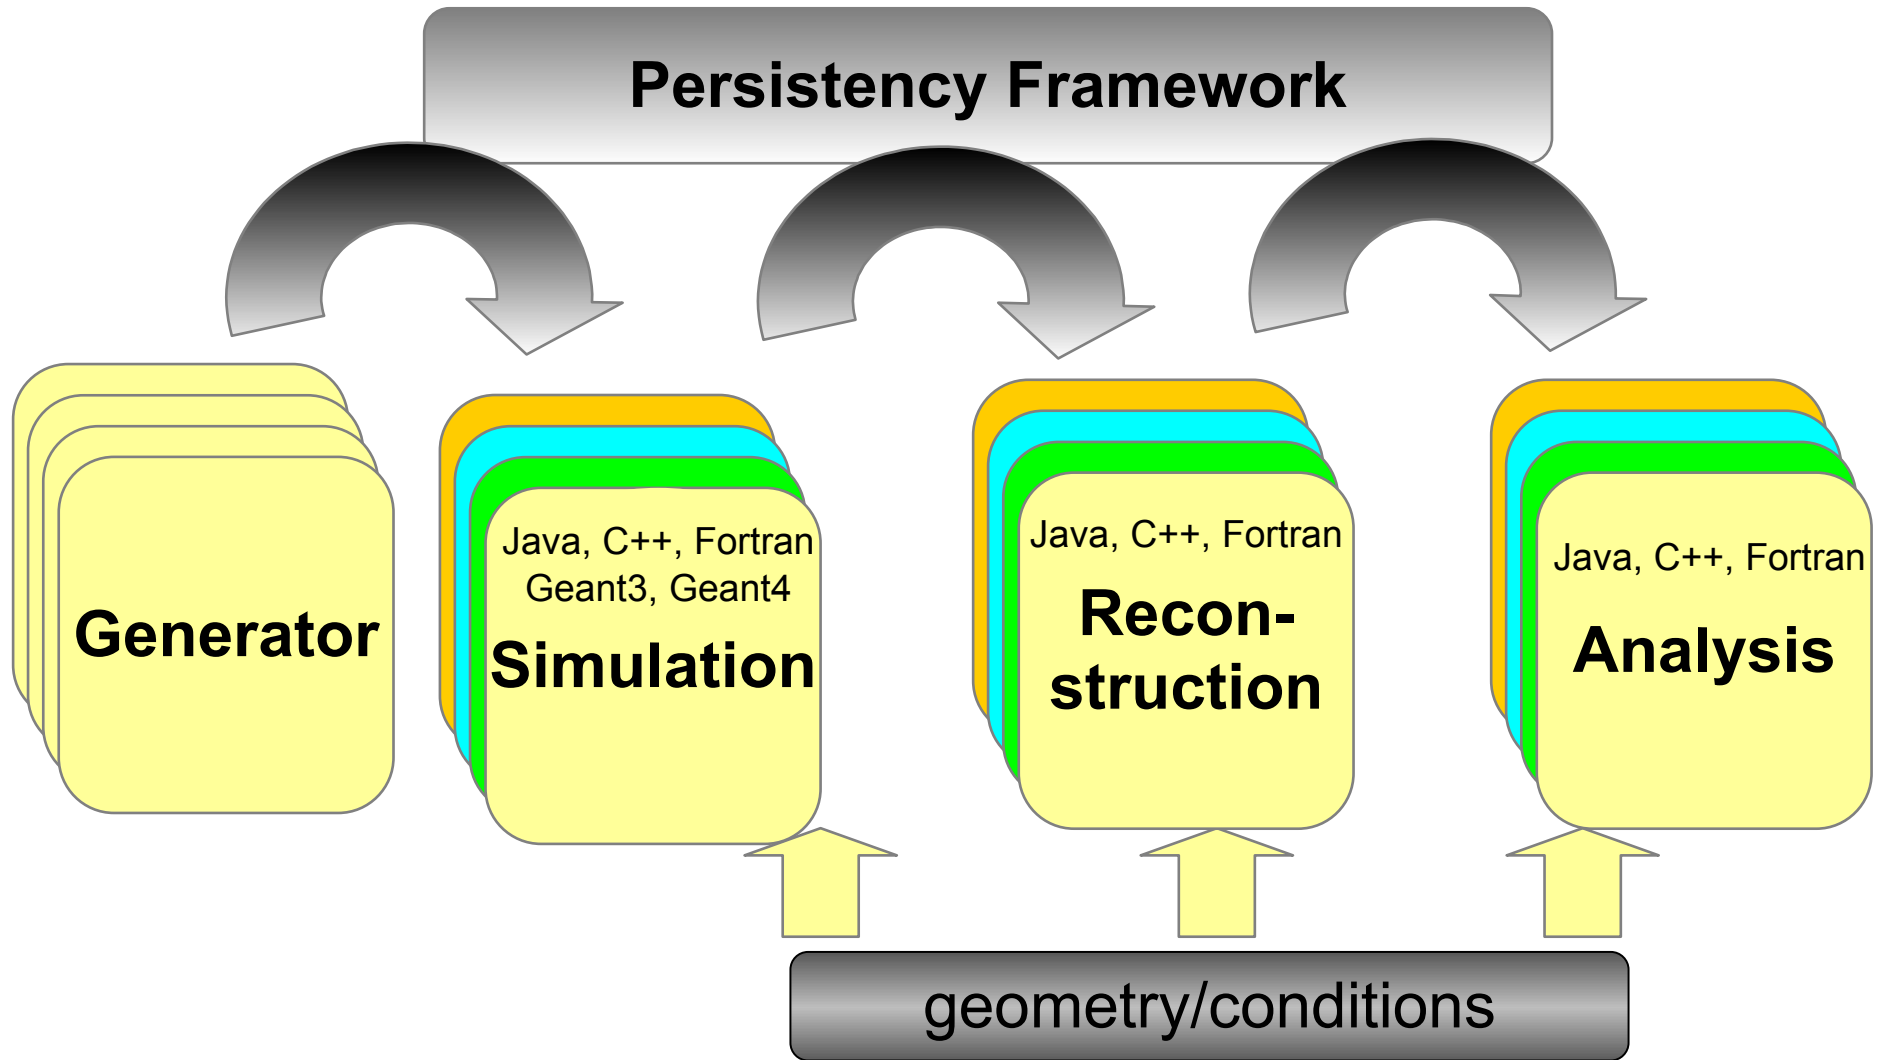 Persistency Framework
Generator
Java, C++, Fortran
Geant3, Geant4
Simulation
Java, C++, Fortran
Recon-
struction
Java, C++, Fortran
Analysis
geometry/conditions